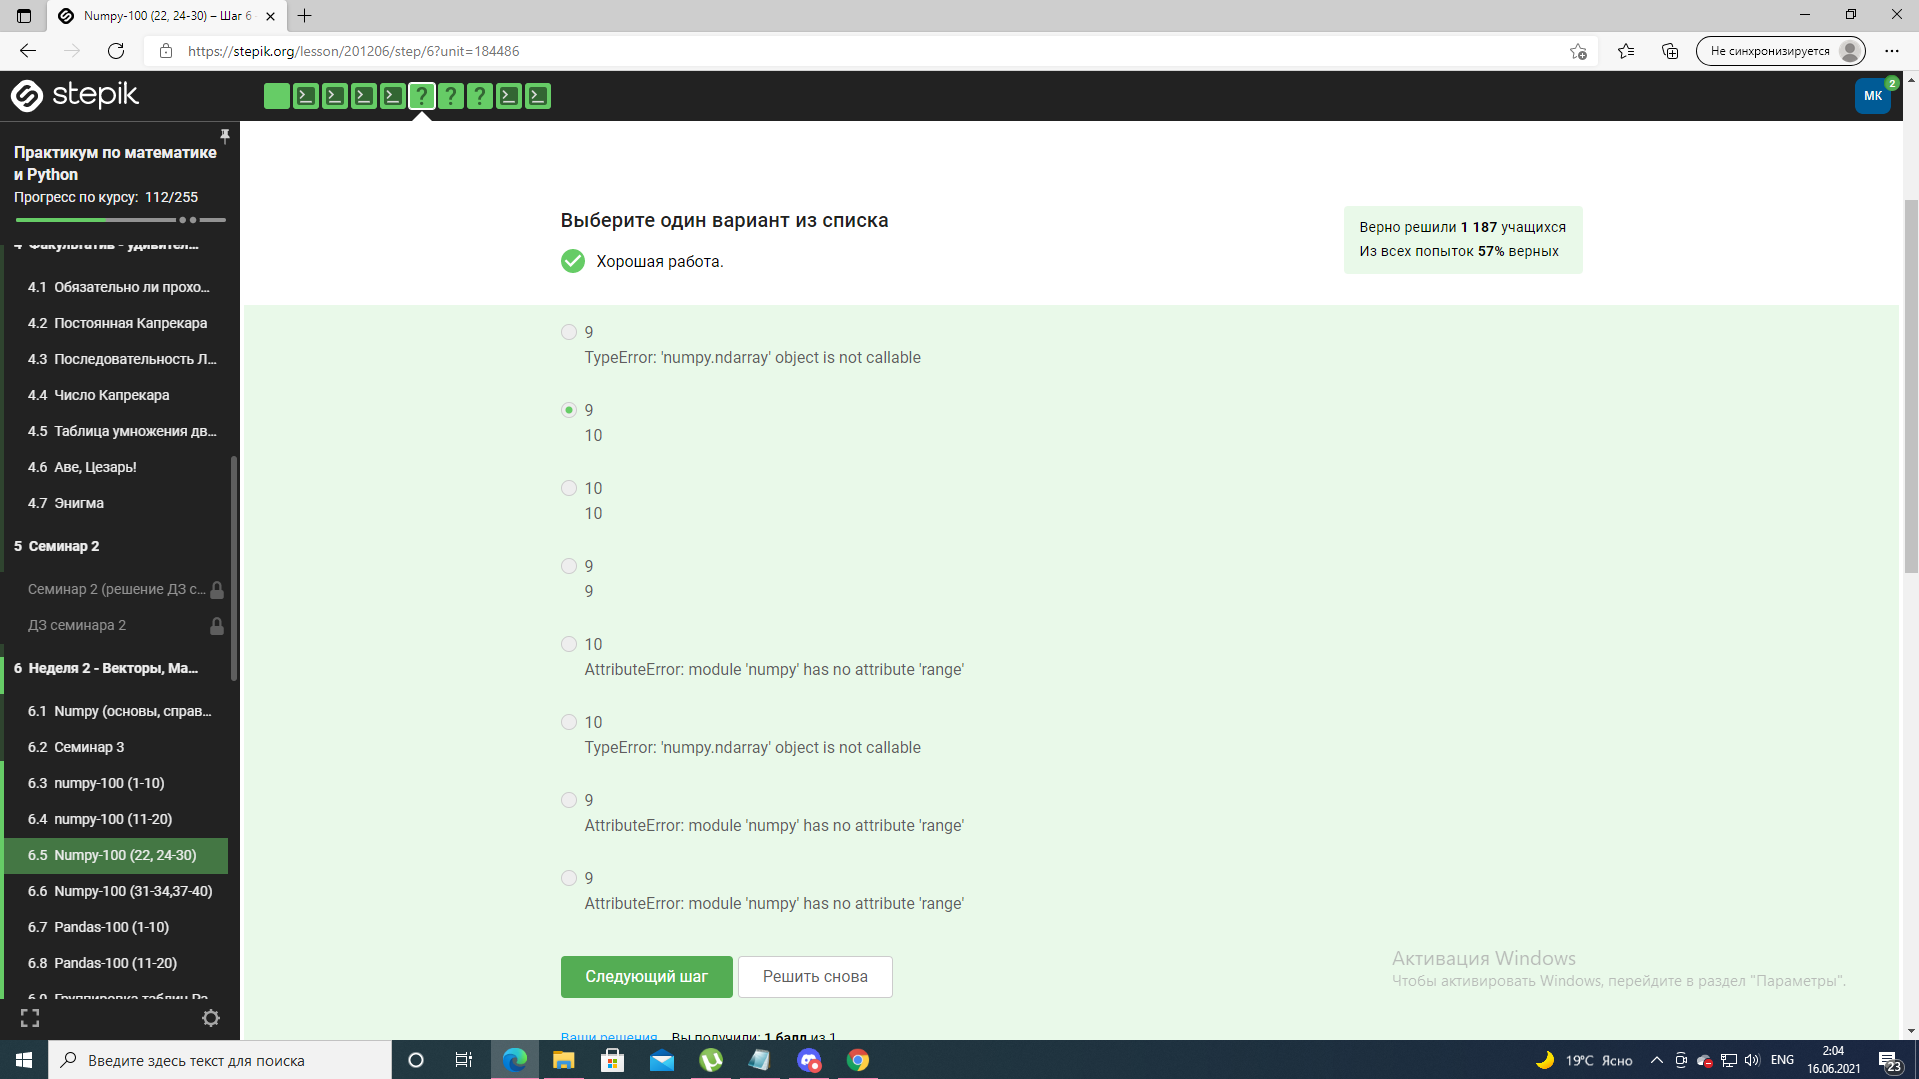 Numpy-100 (22, 24-30) – Шаг 6
https://stepik.org/lesson/201206/step/6?unit=184486
Не синхронизируется
stepik
МК
2
Практикум по математике
и Python
Прогресс по курсу: 112/255
4 Факультатив - удивител...
4.1 Обязательно ли прохо...
4.2 Постоянная Капрекара
4.3 Последовательность Л...
4.4 Число Капрекара
4.5 Таблица умножения дв...
4.6 Аве, Цезарь!
4.7 Энигма
5 Семинар 2
Семинар 2 (решение ДЗ с...
ДЗ семинара 2
6 Неделя 2 - Векторы, Ма...
6.1 Numpy (основы, справ...
6.2 Семинар 3
6.3 numpy-100 (1-10)
6.4 numpy-100 (11-20)
6.5 Numpy-100 (22, 24-30)
6.6 Numpy-100 (31-34,37-40)
6.7 Pandas-100 (1-10)
6.8 Pandas-100 (11-20)
6.9 Группировка таблиц Pa...
Выберите один вариант из списка
Хорошая работа.
Верно решили 1 187 учащихся
Из всех попыток 57% верных
9
TypeError: 'numpy.ndarray' object is not callable
9
10
10
10
9
9
10
AttributeError: module 'numpy' has no attribute 'range'
10
TypeError: 'numpy.ndarray' object is not callable
9
AttributeError: module 'numpy' has no attribute 'range'
9
AttributeError: module 'numpy' has no attribute 'range'
Следующий шаг
Решить снова
Ваши решения Вы получили: 1 балл из 1
Активация Windows
Чтобы активировать Windows, перейдите в раздел "Параметры".
Введите здесь текст для поиска
19°C Ясно
ENG
2:04
16.06.2021
23